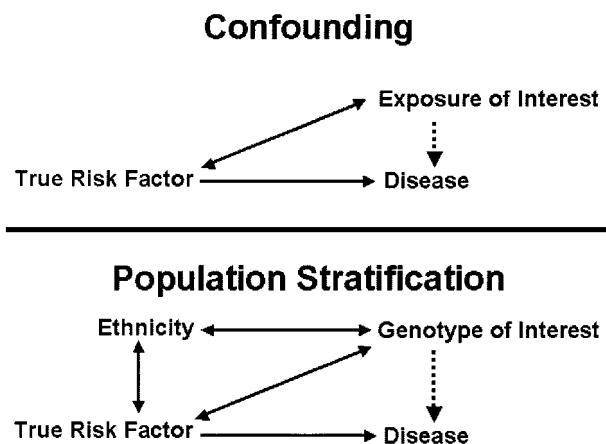 Confounding
Exposure of Interest
True Risk Factor
Disease
Population Stratification
Ethnicity
Genotype of Interest
True Risk Factor
Disease